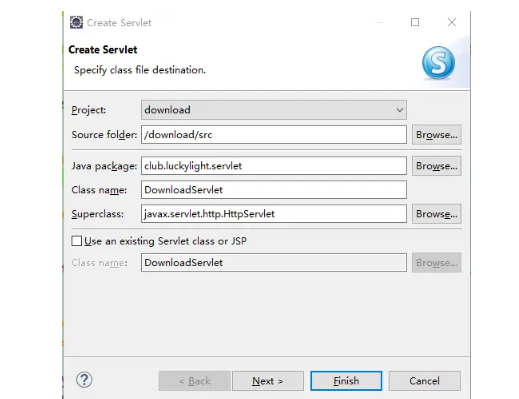 Create Servlet
Create Servlet
Specify class file destination.
S
Project: download
Source folder: /download/src Browse...
Java package: club.luckylight.servlet Browse...
Class name: DownloadServlet
Superclass: javax.servlet.http.HttpServlet Browse...
Use an existing Servlet class or JSP
Class name: DownloadServlet Browse...
? < Back Next > Finish Cancel